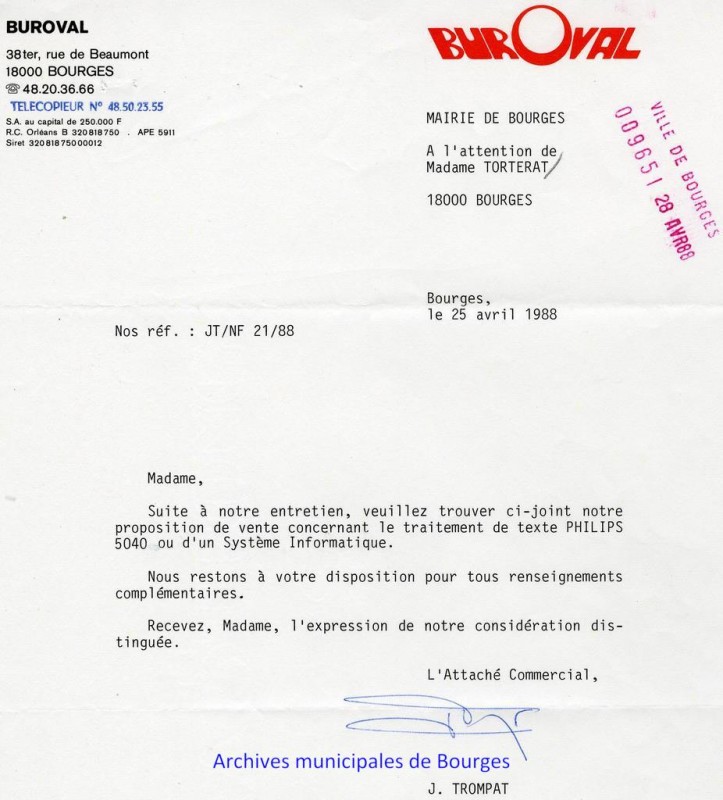 BUROVAL
38ter, rue de Beaumont
18000 BOURGES
☏ 48.20.36.66
TELECOPIEUR N° 48.50.23.55
S.A. au capital de 250.000 F
R.C. Orléans B 320818750 . APE 5911
Siret 32081875000012
BUROVAL
MAIRIE DE BOURGES
A l'attention de
Madame TORTERAT
18000 BOURGES
VILLE DE BOURGES
009651 28 AVR88
Bourges,
le 25 avril 1988
Nos réf. : JT/NF 21/88
Madame,
Suite à notre entretien, veuillez trouver ci-joint notre
proposition de vente concernant le traitement de texte PHILIPS
5040 ou d'un Système Informatique.
Nous restons à votre disposition pour tous renseignements
complémentaires.
Recevez, Madame, l'expression de notre considération dis-
tinguée.
L'Attaché Commercial,
Archives municipales de Bourges
J. TROMPAT